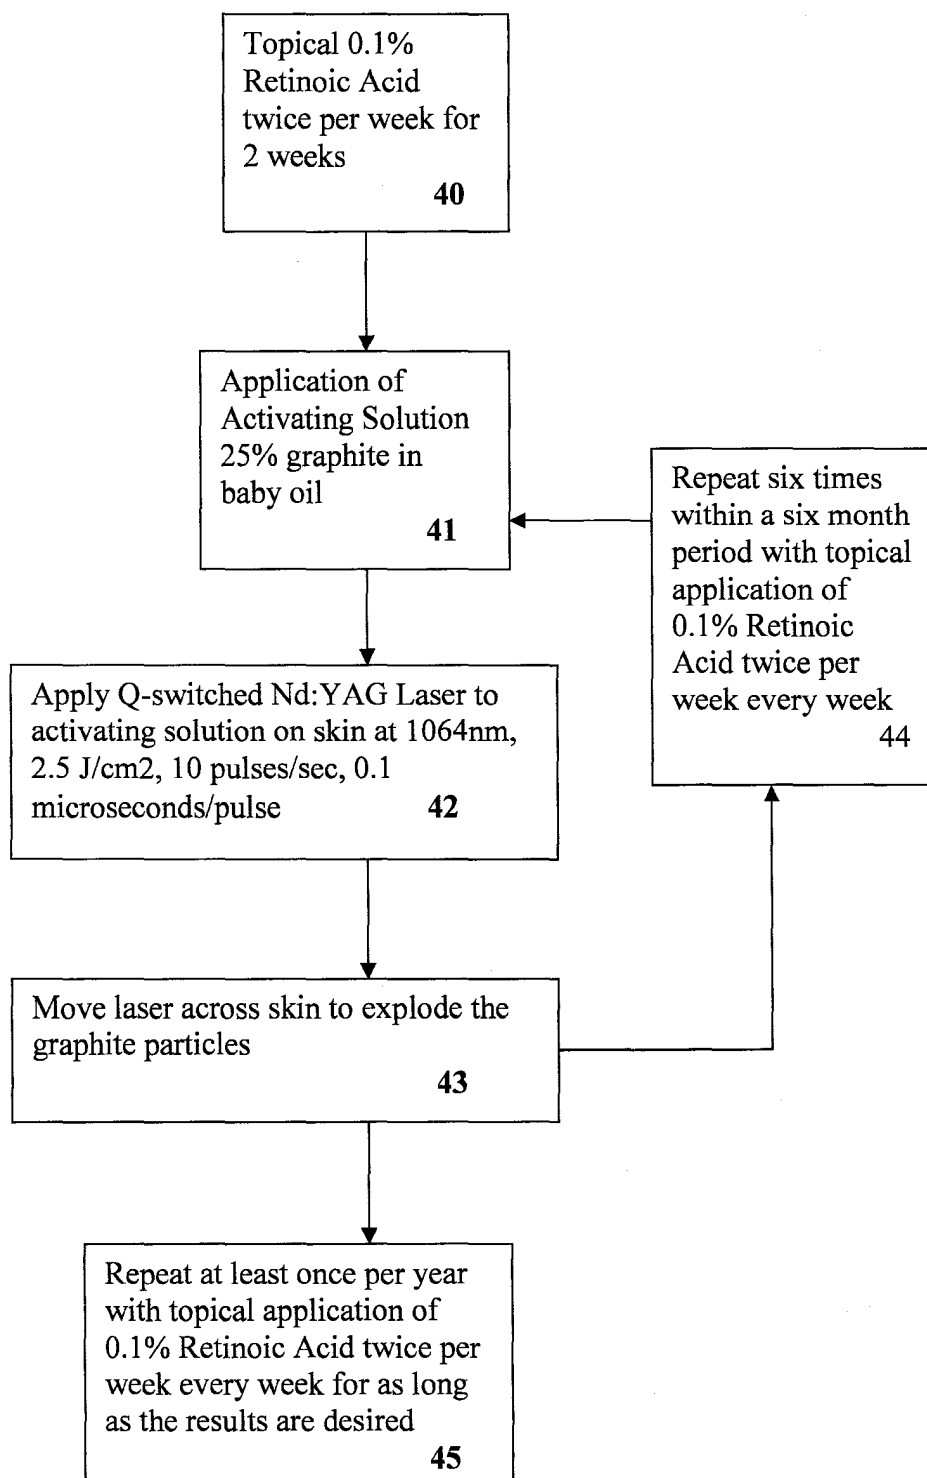 Topical 0.1%
Retinoic Acid
twice per week for
2 weeks
40
Application of
Activating Solution
25% graphite in
baby oil
41
Repeat six times
within a six month
period with topical
application of
0.1% Retinoic
Acid twice per
week every week
44
Apply Q-switched Nd:YAG Laser to
activating solution on skin at 1064nm,
2.5 J/cm2, 10 pulses/sec, 0.1
microseconds/pulse 42
Move laser across skin to explode the
graphite particles
43
Repeat at least once per year
with topical application of
0.1% Retinoic Acid twice per
week every week for as long
as the results are desired
45